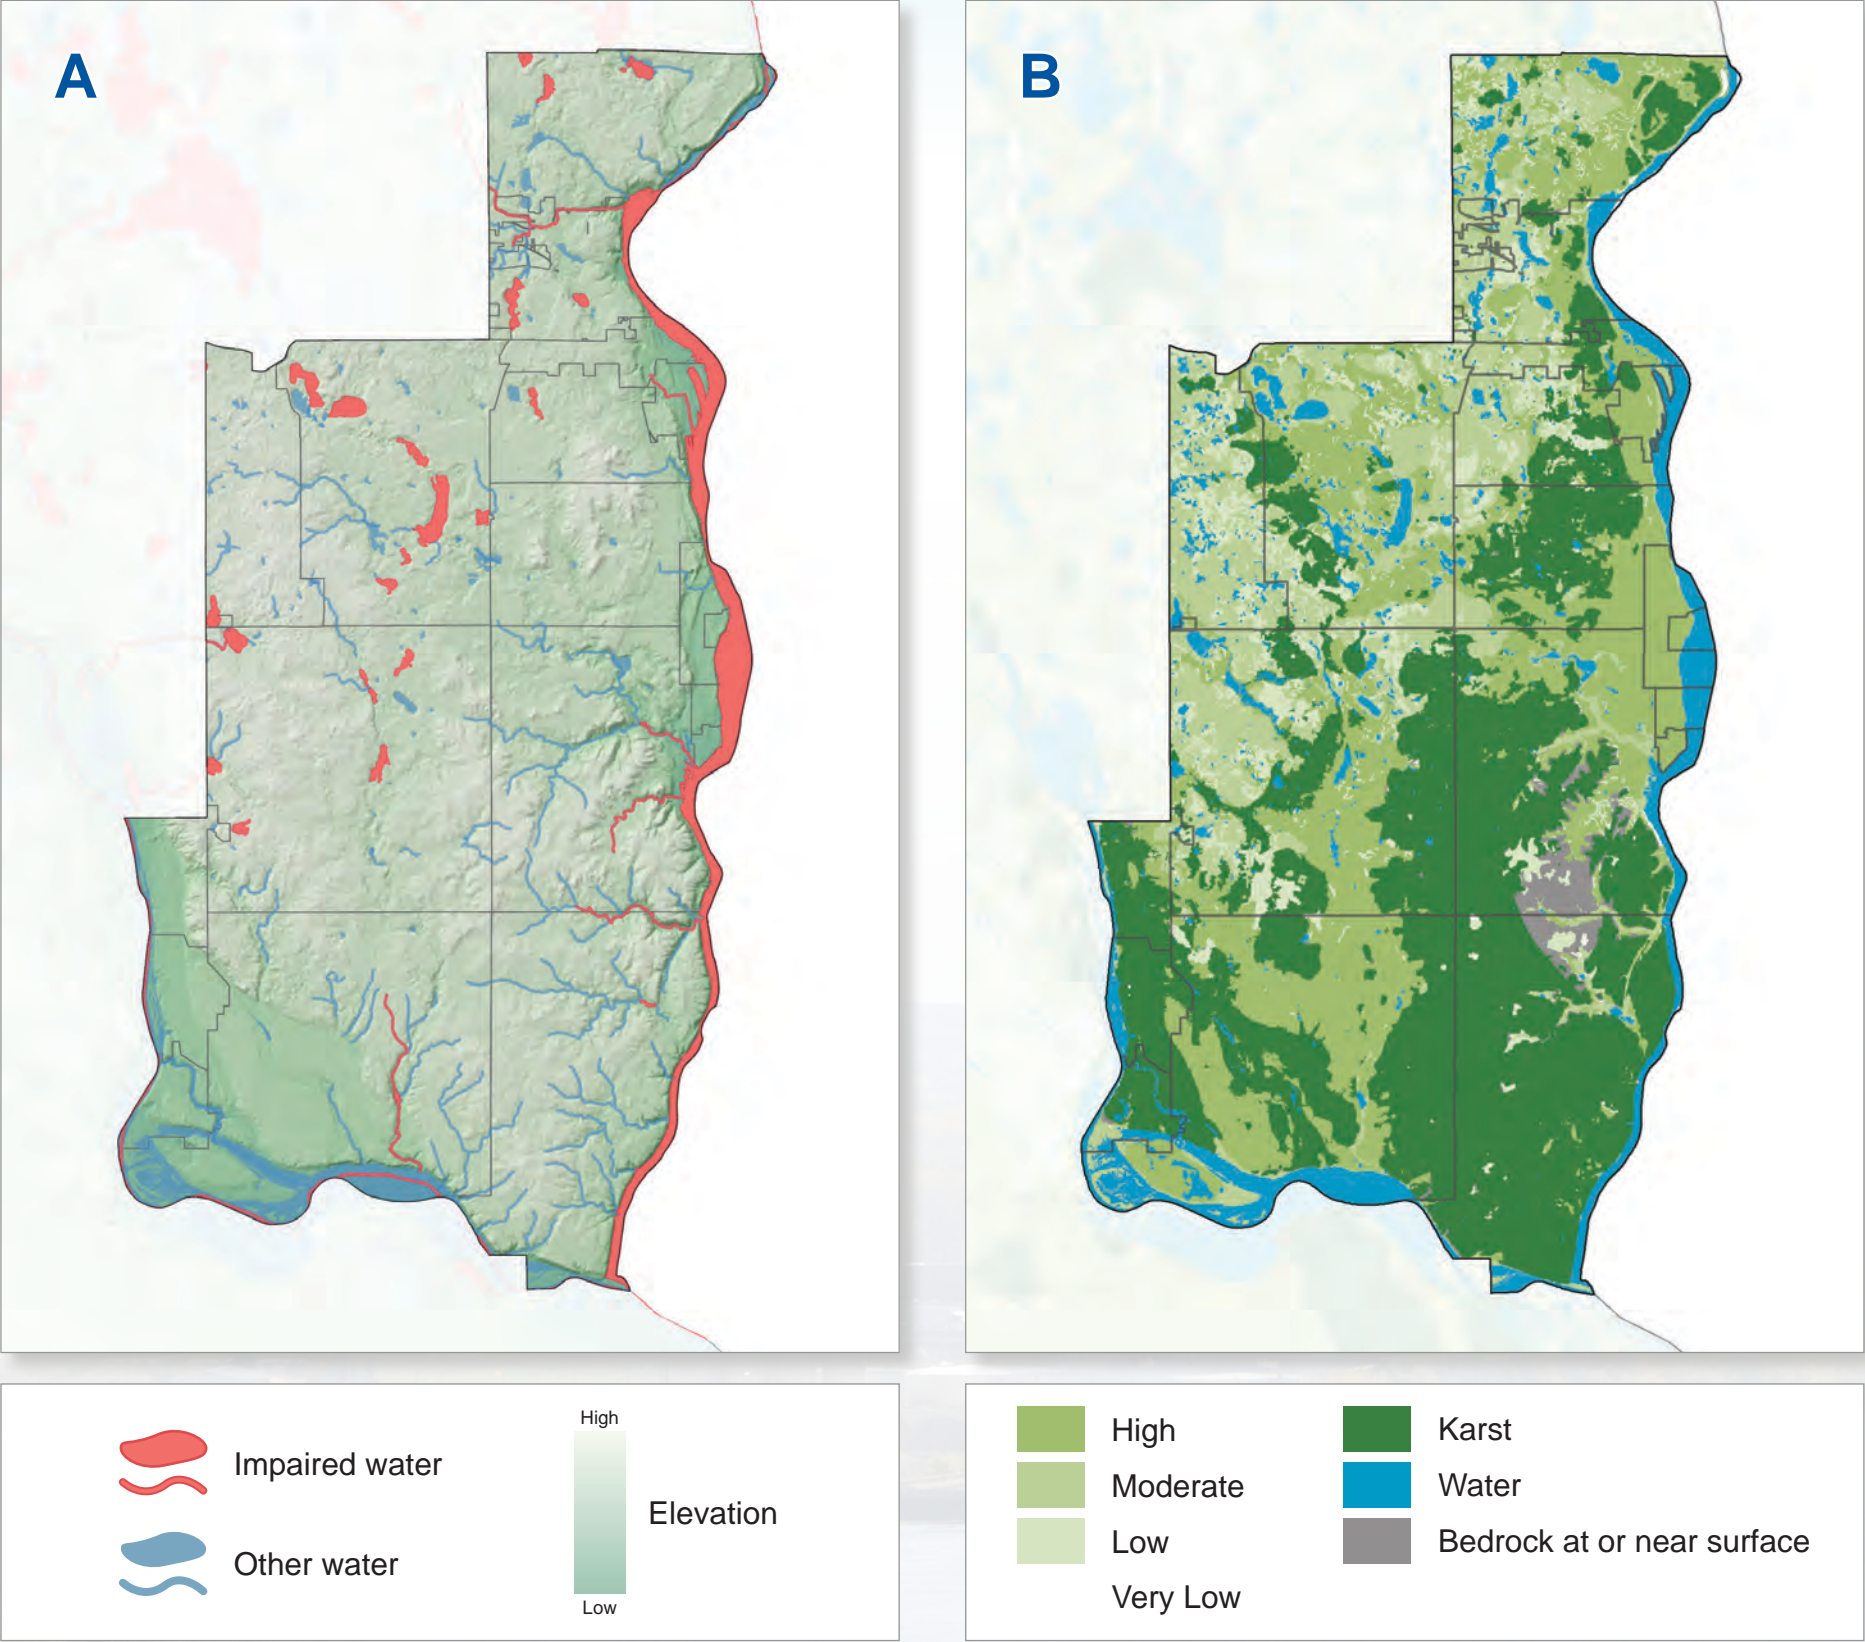 A
B
Impaired water
Other water
High
Elevation
Low
High
Moderate
Low
Very Low
Karst
Water
Bedrock at or near surface